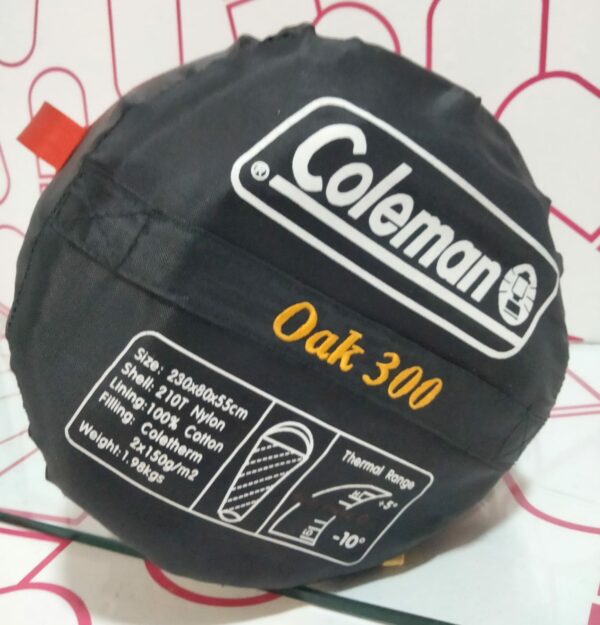 Coleman
®
Oak 300
Size: 230x80x55cm
Shell: 210T Nylon
Lining:100% Cotton
Filling: Coletherm
2x150g/m2
Weight:1.98kgs
Thermal Range
+5°
-10°